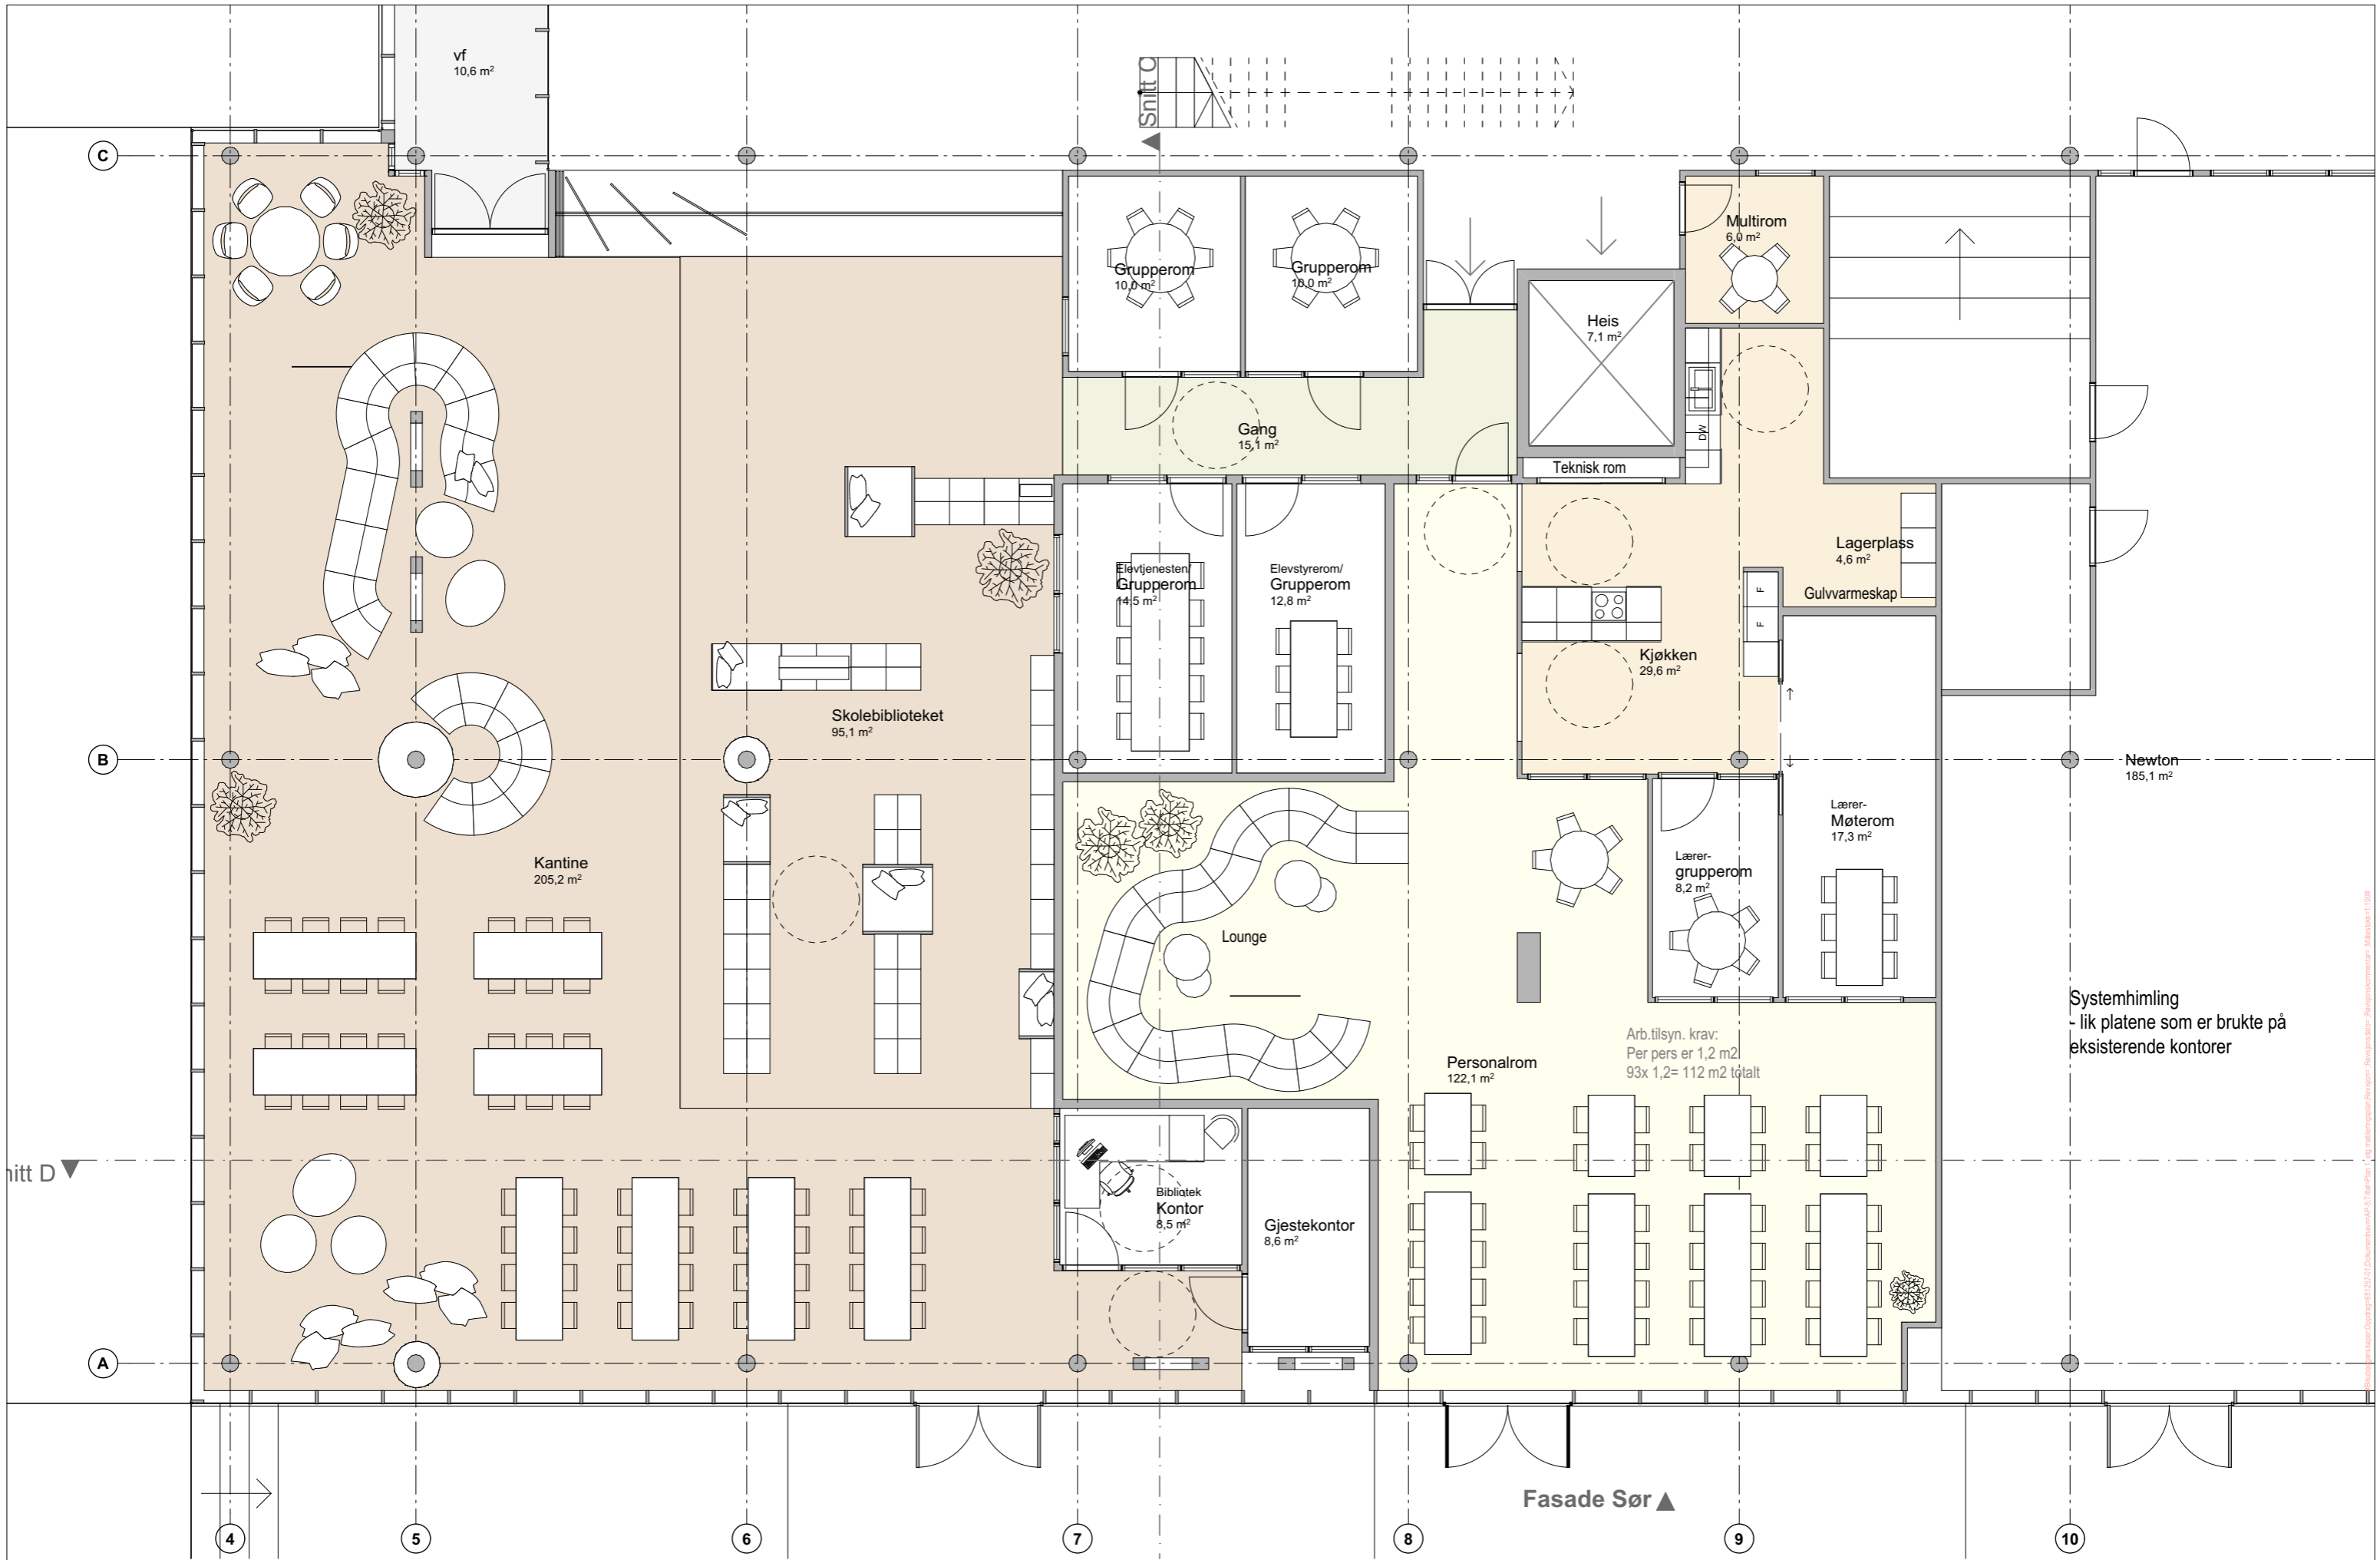 vf
10,6 m²
Snitt C
C
Multirom
6,0 m²
Grupperom
10,0 m²
Grupperom
10,0 m²
Heis
7,1 m²
Gang
15,1 m²
DW
Teknisk rom
Elevtjenesten/
Grupperom
14,5 m²
Elevstyrerom/
Grupperom
12,8 m²
Lagerplass
4,6 m²
Gulvvarmeskap
F
F
Kjøkken
29,6 m²
Skolebiblioteket
95,1 m²
B
Newton
185,1 m²
Lærer-
Møterom
17,3 m²
Kantine
205,2 m²
Lærer-
grupperom
8,2 m²
Lounge
Systemhimling
- lik platene som er brukte på
eksisterende kontorer
Arb.tilsyn. krav:
Per pers er 1,2 m2
93x 1,2= 112 m2 totalt
Personalrom
122,1 m²
nitt D
Bibliotek
Kontor
8,5 m²
Gjestekontor
8,6 m²
A
Fasade Sør
4
5
6
7
8
9
10